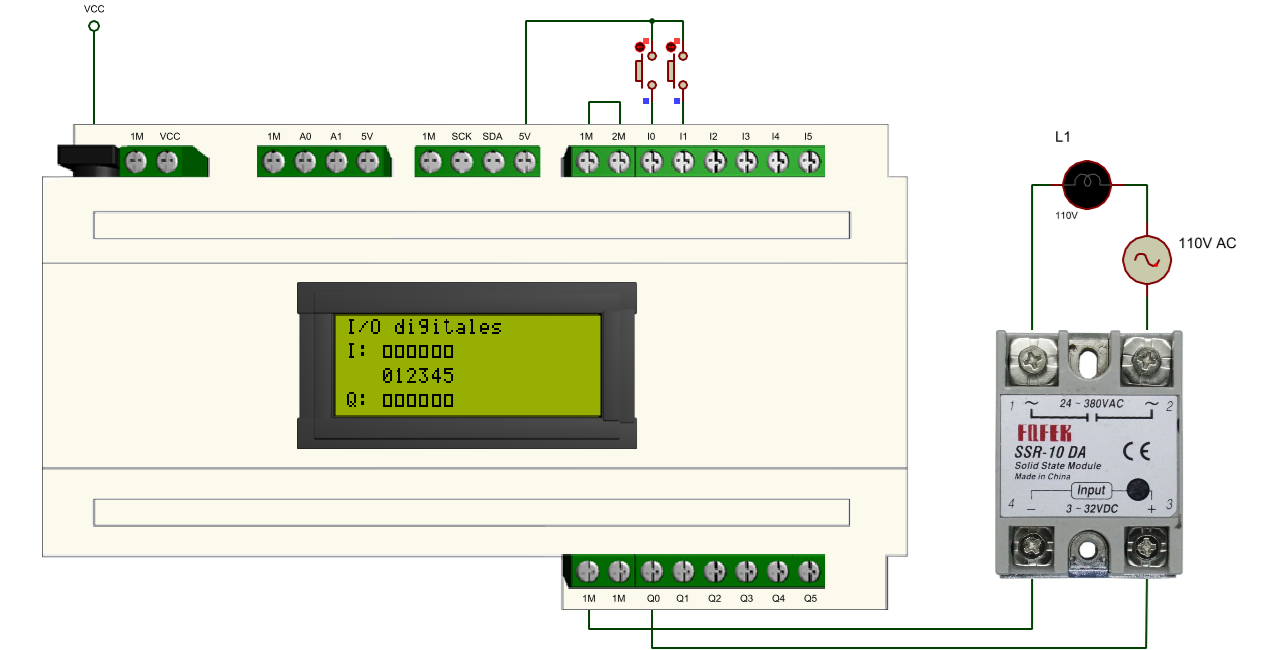 VCC
1M VCC
1M A0 A1 5V
1M SCK SDA 5V
1M 2M I0 I1 I2 I3 I4 I5
L1
110V
110V AC
I/O digitales
I: 000000
012345
Q: 000000
1 24 - 380VAC 2
FQFER
SSR-10 DA
CE
Solid State Module
Made in China
Input
4 − 3 - 32VDC + 3
1M 1M Q0 Q1 Q2 Q3 Q4 Q5